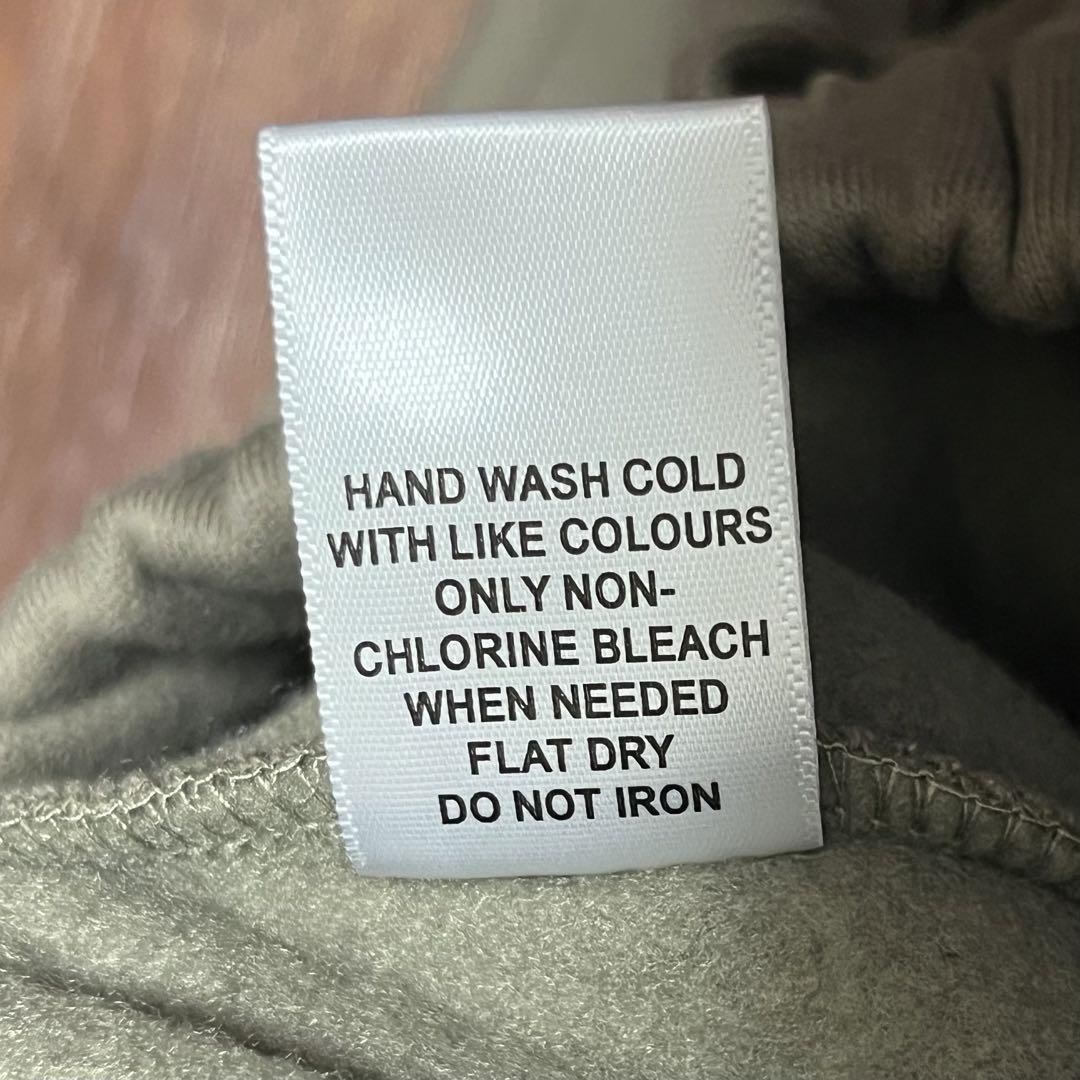 HAND WASH COLD
WITH LIKE COLOURS
ONLY NON-
CHLORINE BLEACH
WHEN NEEDED
FLAT DRY
DO NOT IRON